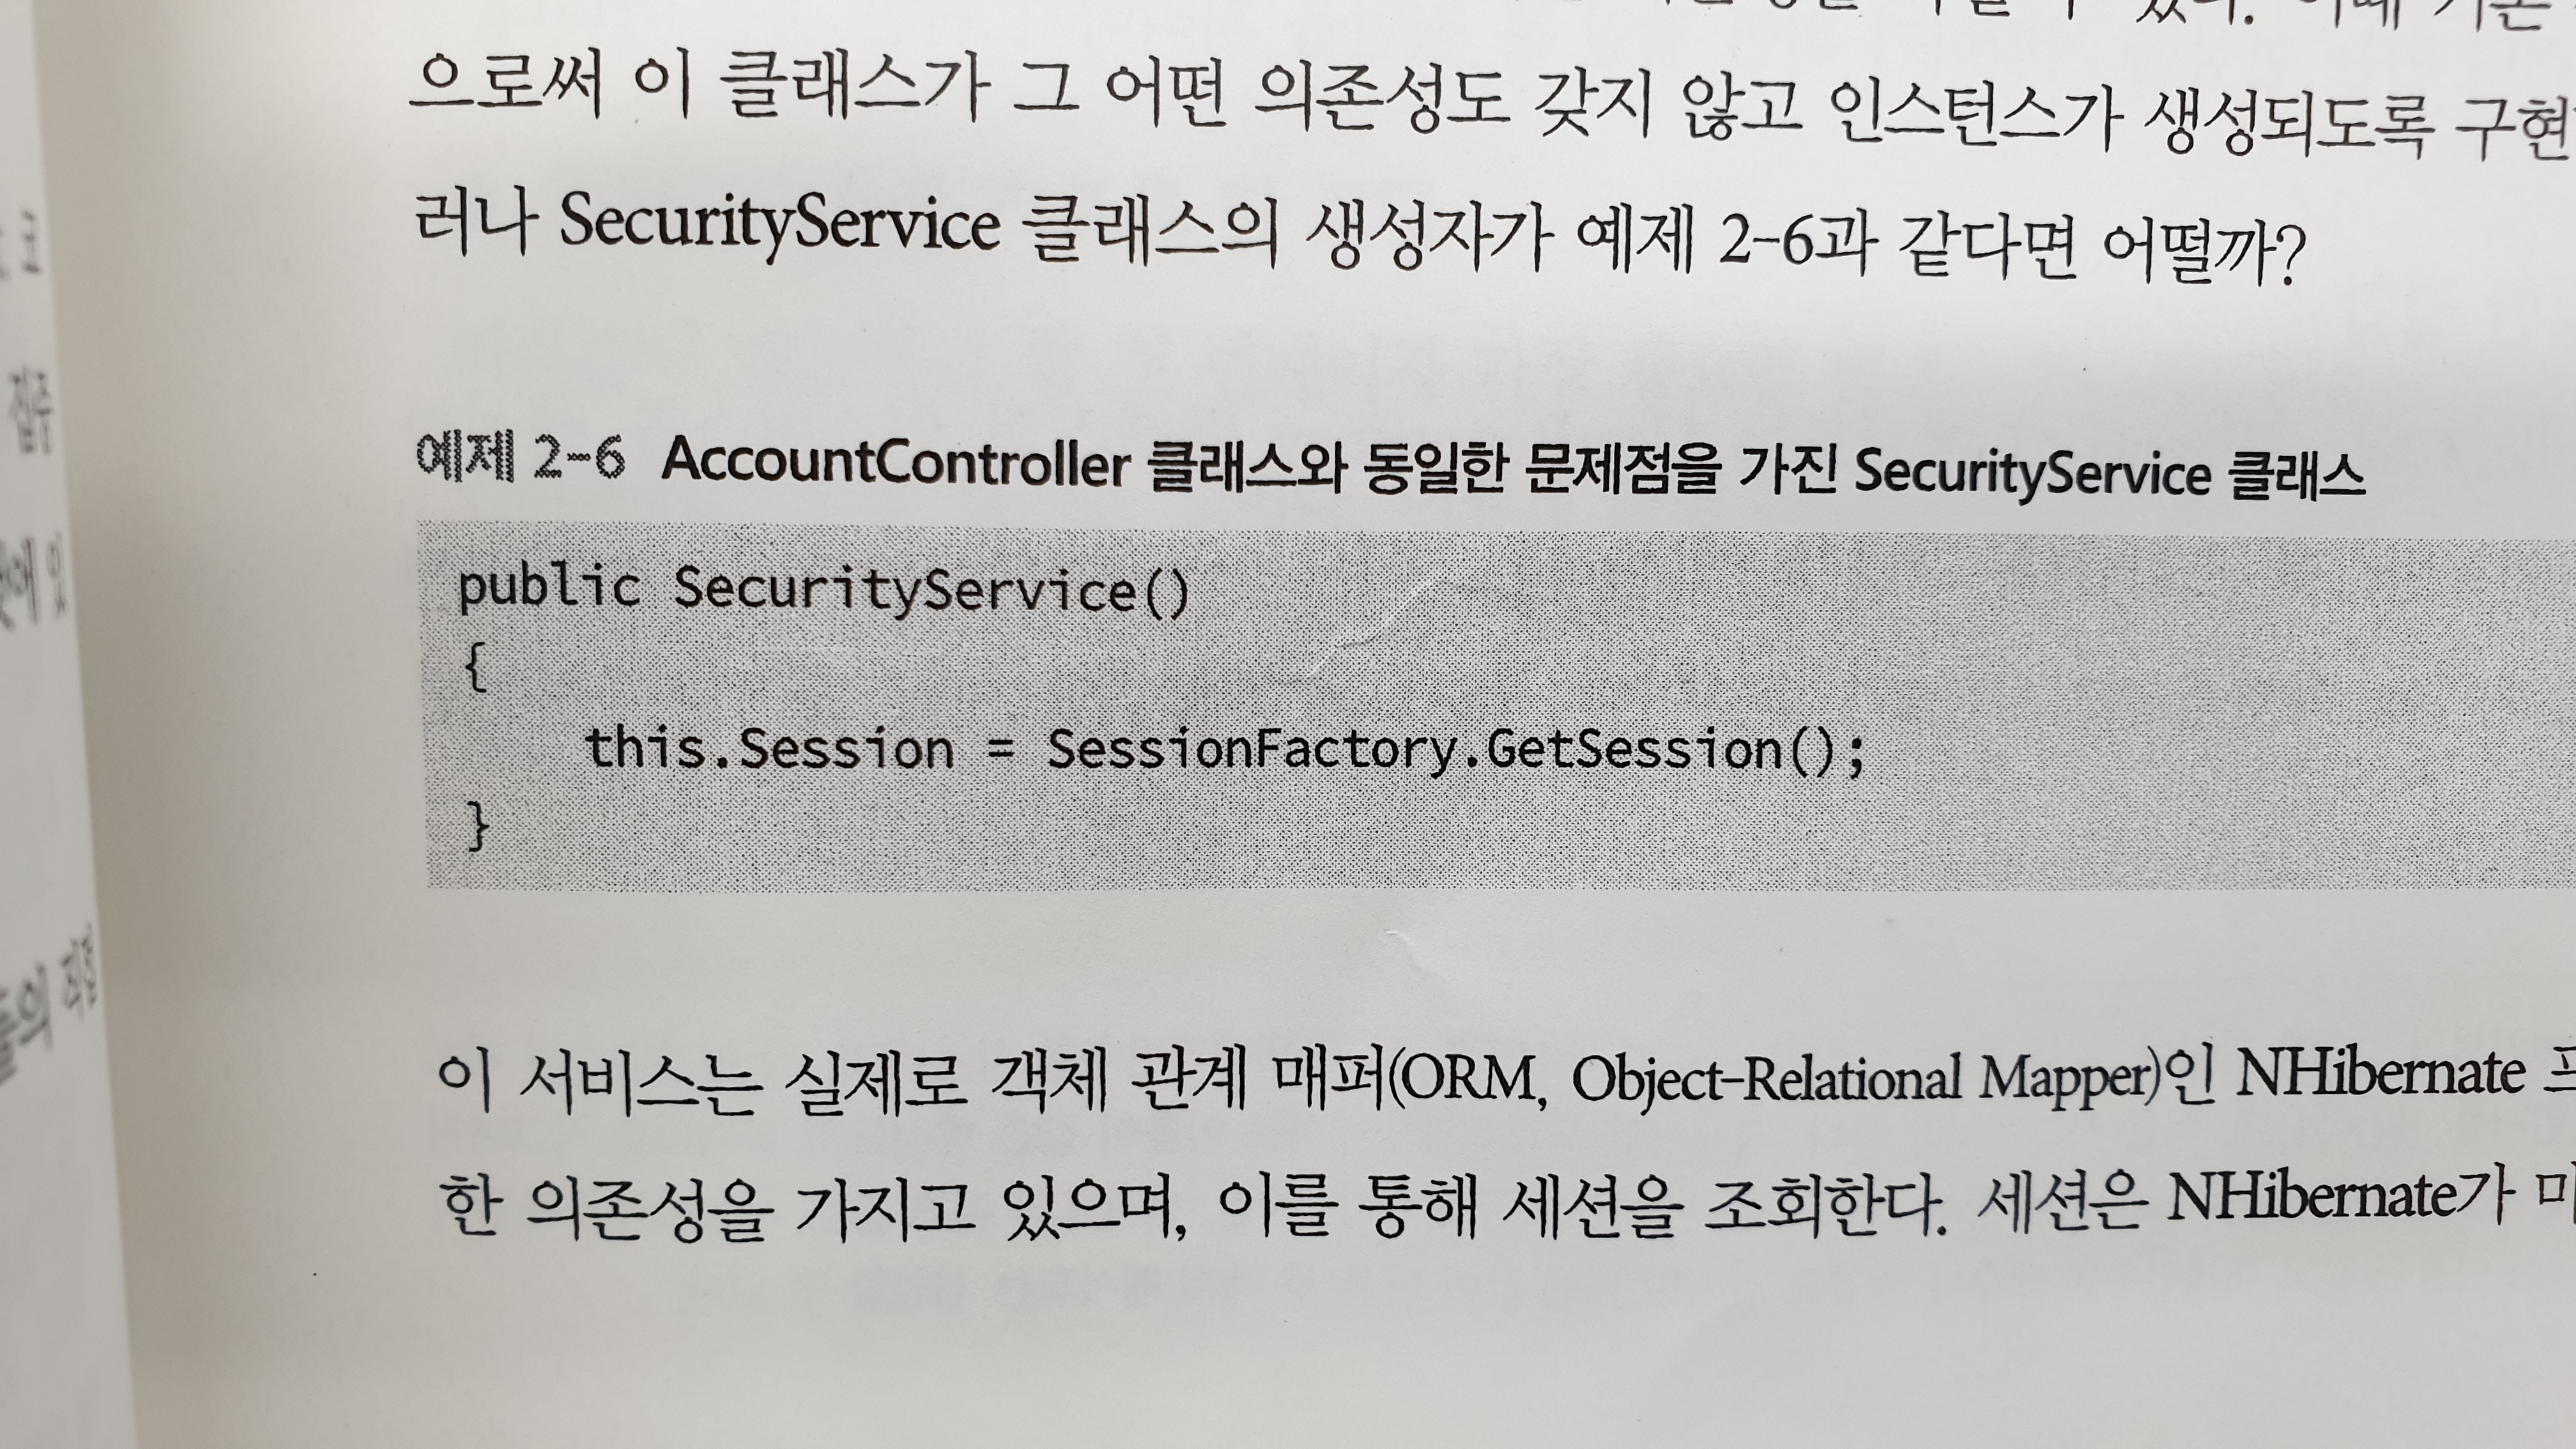 있다. 이때 기본
으로써 이 클래스가 그 어떤 의존성도 갖지 않고 인스턴스가 생성되도록 구현
러나 SecurityService 클래스의 생성자가 예제 2-6과 같다면 어떨까?
예제 2-6 AccountController 클래스와 동일한 문제점을 가진 SecurityService 클래스
public SecurityService()
{
    this.Session = SessionFactory.GetSession();
}
이 서비스는 실제로 객체 관계 매퍼(ORM, Object-Relational Mapper)인 NHibernate
한 의존성을 가지고 있으며, 이를 통해 세션을 조회한다. 세션은 NHibernate가